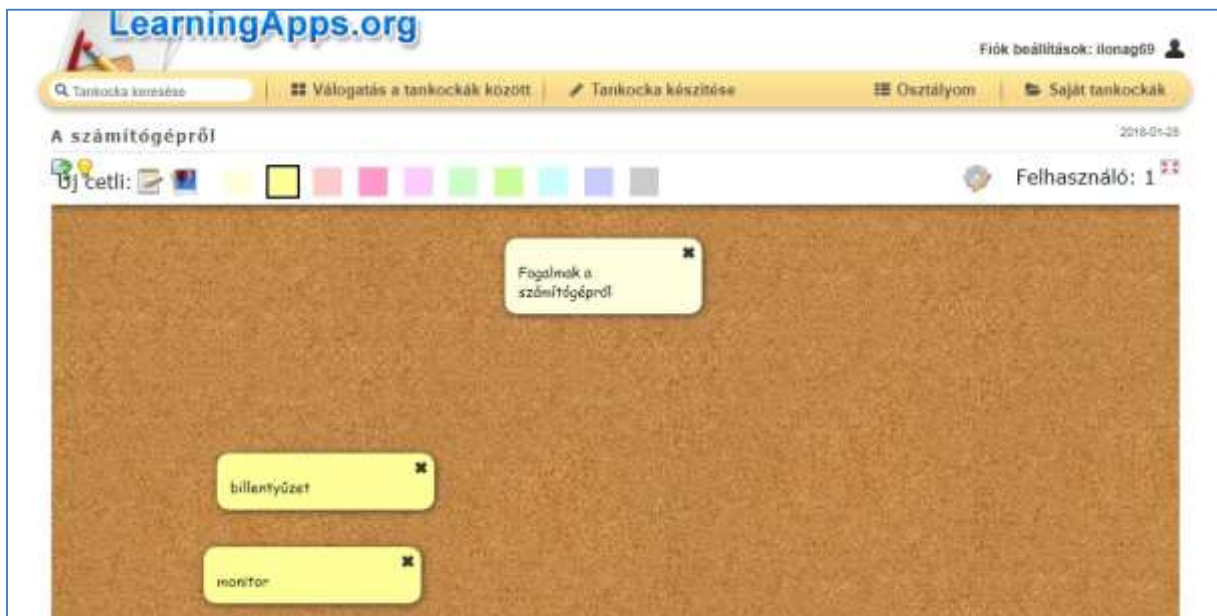 LearningApps.org
Fiók beállítások: ilonag69
Tankocka keresése
Válogatás a tankockák között
Tankocka készítése
Osztályom
Saját tankockák
A számítógépről
2018-01-28
Új cetli:
Felhasználó: 1
Fogalmak a
számítógépről
billentyűzet
monitor